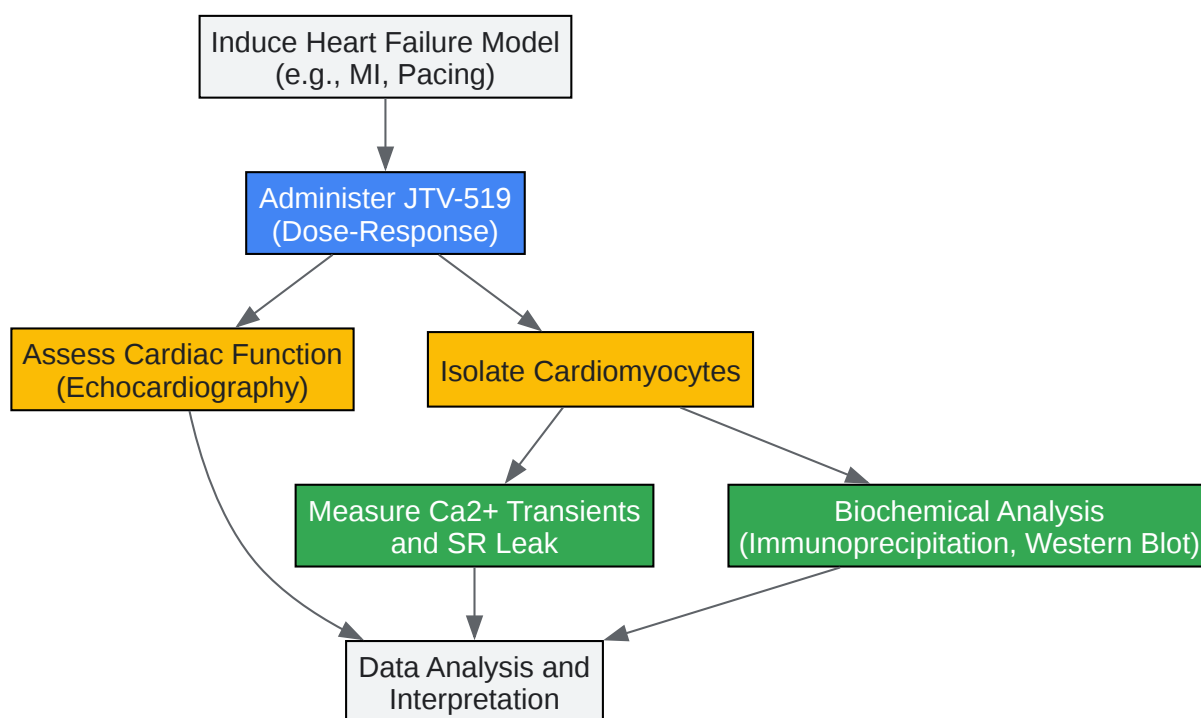 Induce Heart Failure Model
(e.g., MI, Pacing)
Administer JTV-519
(Dose-Response)
Assess Cardiac Function
(Echocardiography)
Isolate Cardiomyocytes
Measure Ca2+ Transients
and SR Leak
Biochemical Analysis
(Immunoprecipitation, Western Blot)
Data Analysis and
Interpretation